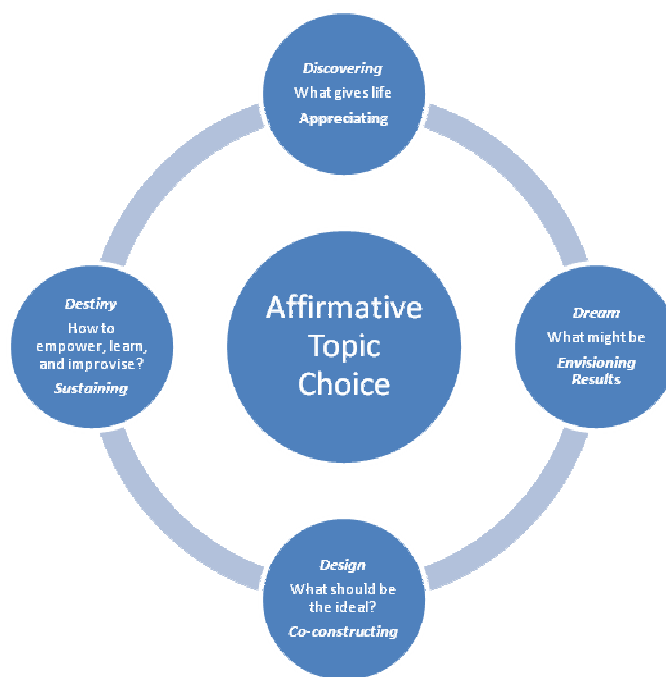 Discovering
What gives life
Appreciating
Dream
What might be
Envisioning
Results
Design
What should be
the ideal?
Co-constructing
Destiny
How to
empower, learn,
and improvise?
Sustaining
Affirmative
Topic
Choice